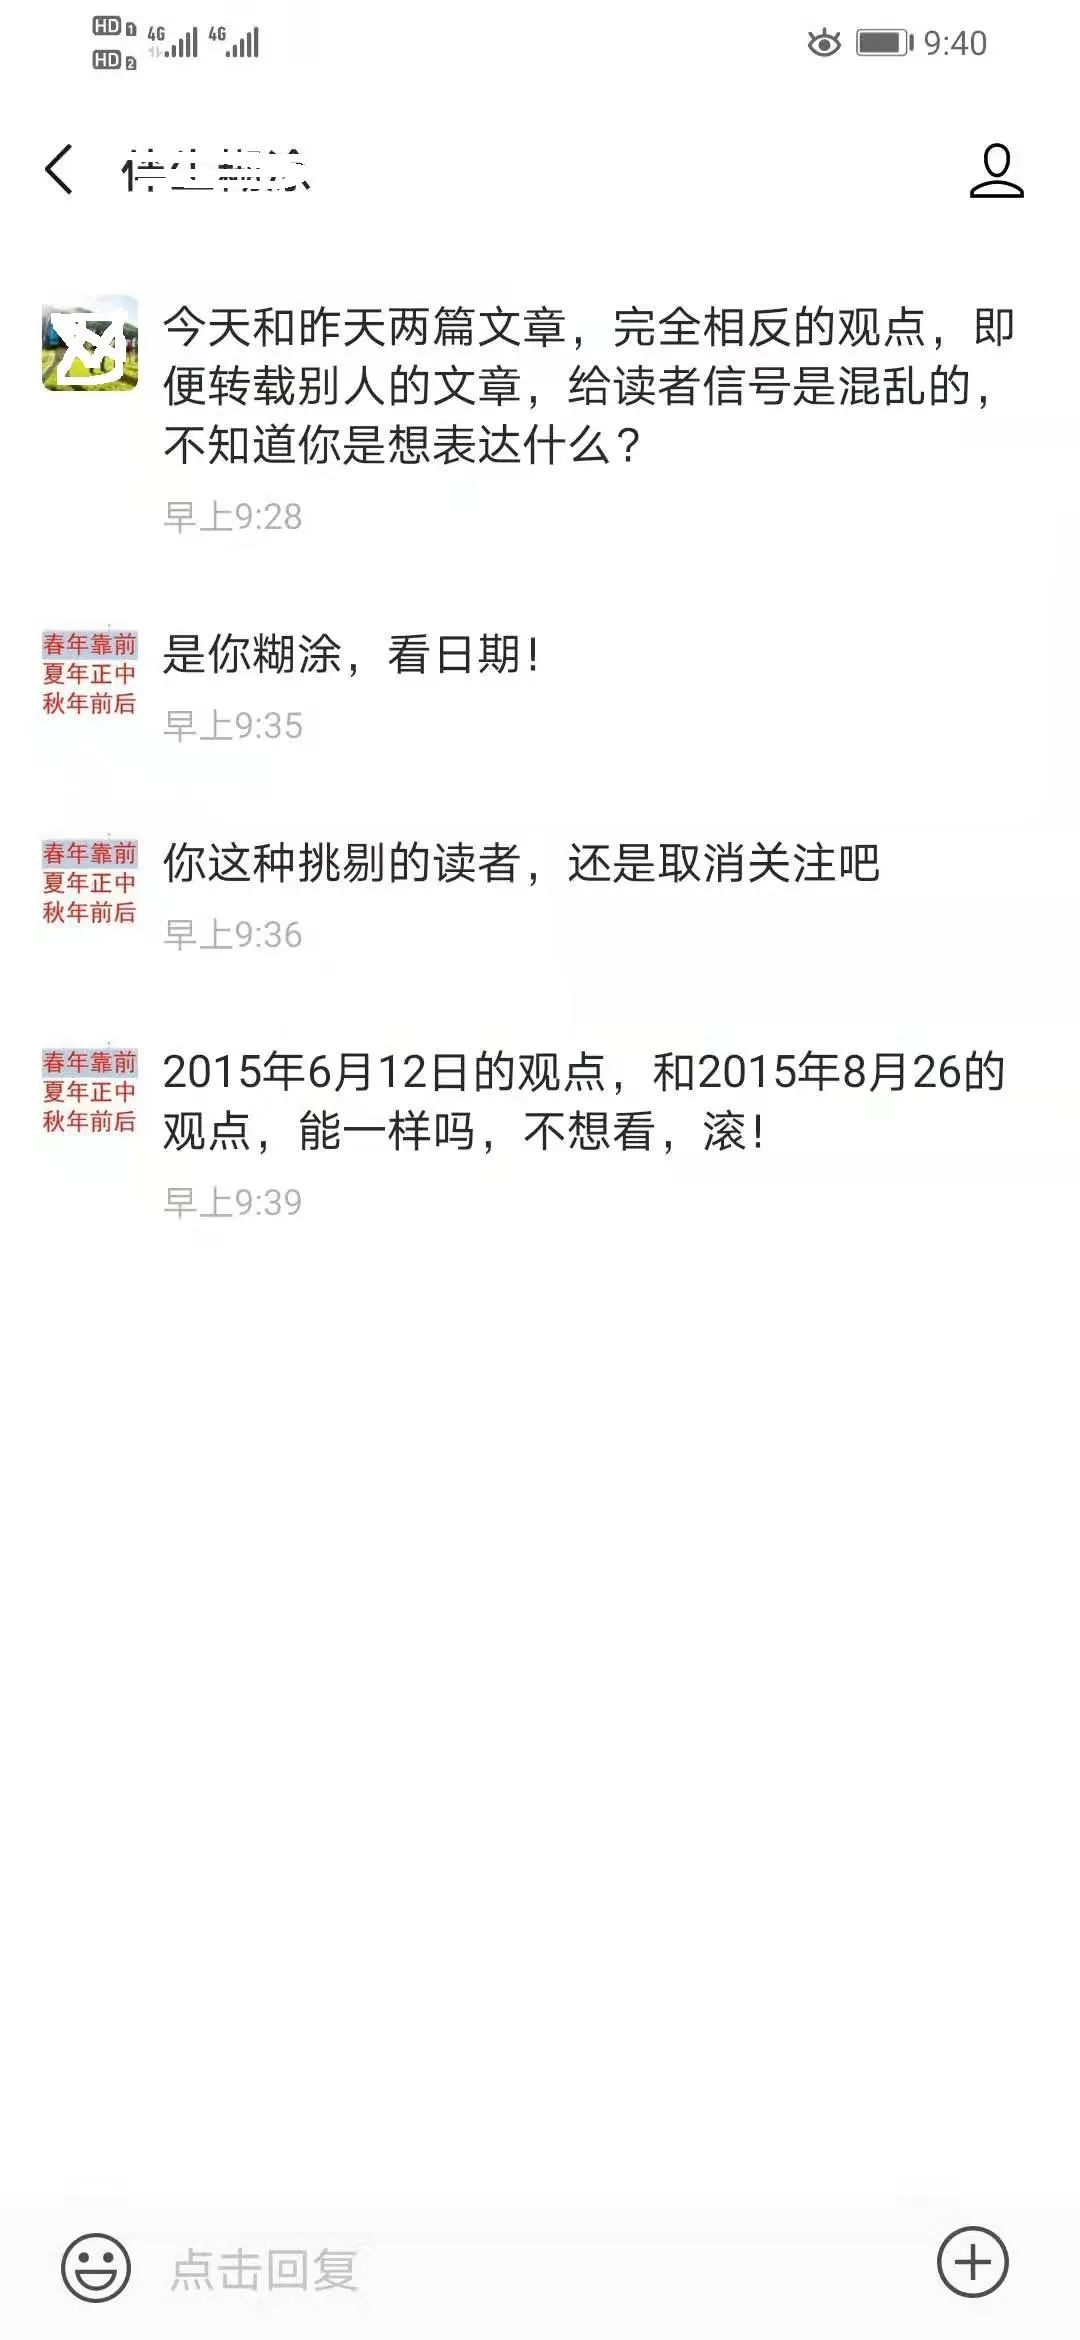 HD 1 4G 4G 9:40
HD 2
今天和昨天两篇文章，完全相反的观点，即
便转载别人的文章，给读者信号是混乱的，
不知道你是想表达什么？
早上9:28
春年靠前
夏年正中
秋年前后
是你糊涂，看日期！
早上9:35
春年靠前
夏年正中
秋年前后
你这种挑剔的读者，还是取消关注吧
早上9:36
春年靠前
夏年正中
秋年前后
2015年6月12日的观点，和2015年8月26的
观点，能一样吗，不想看，滚！
早上9:39
点击回复